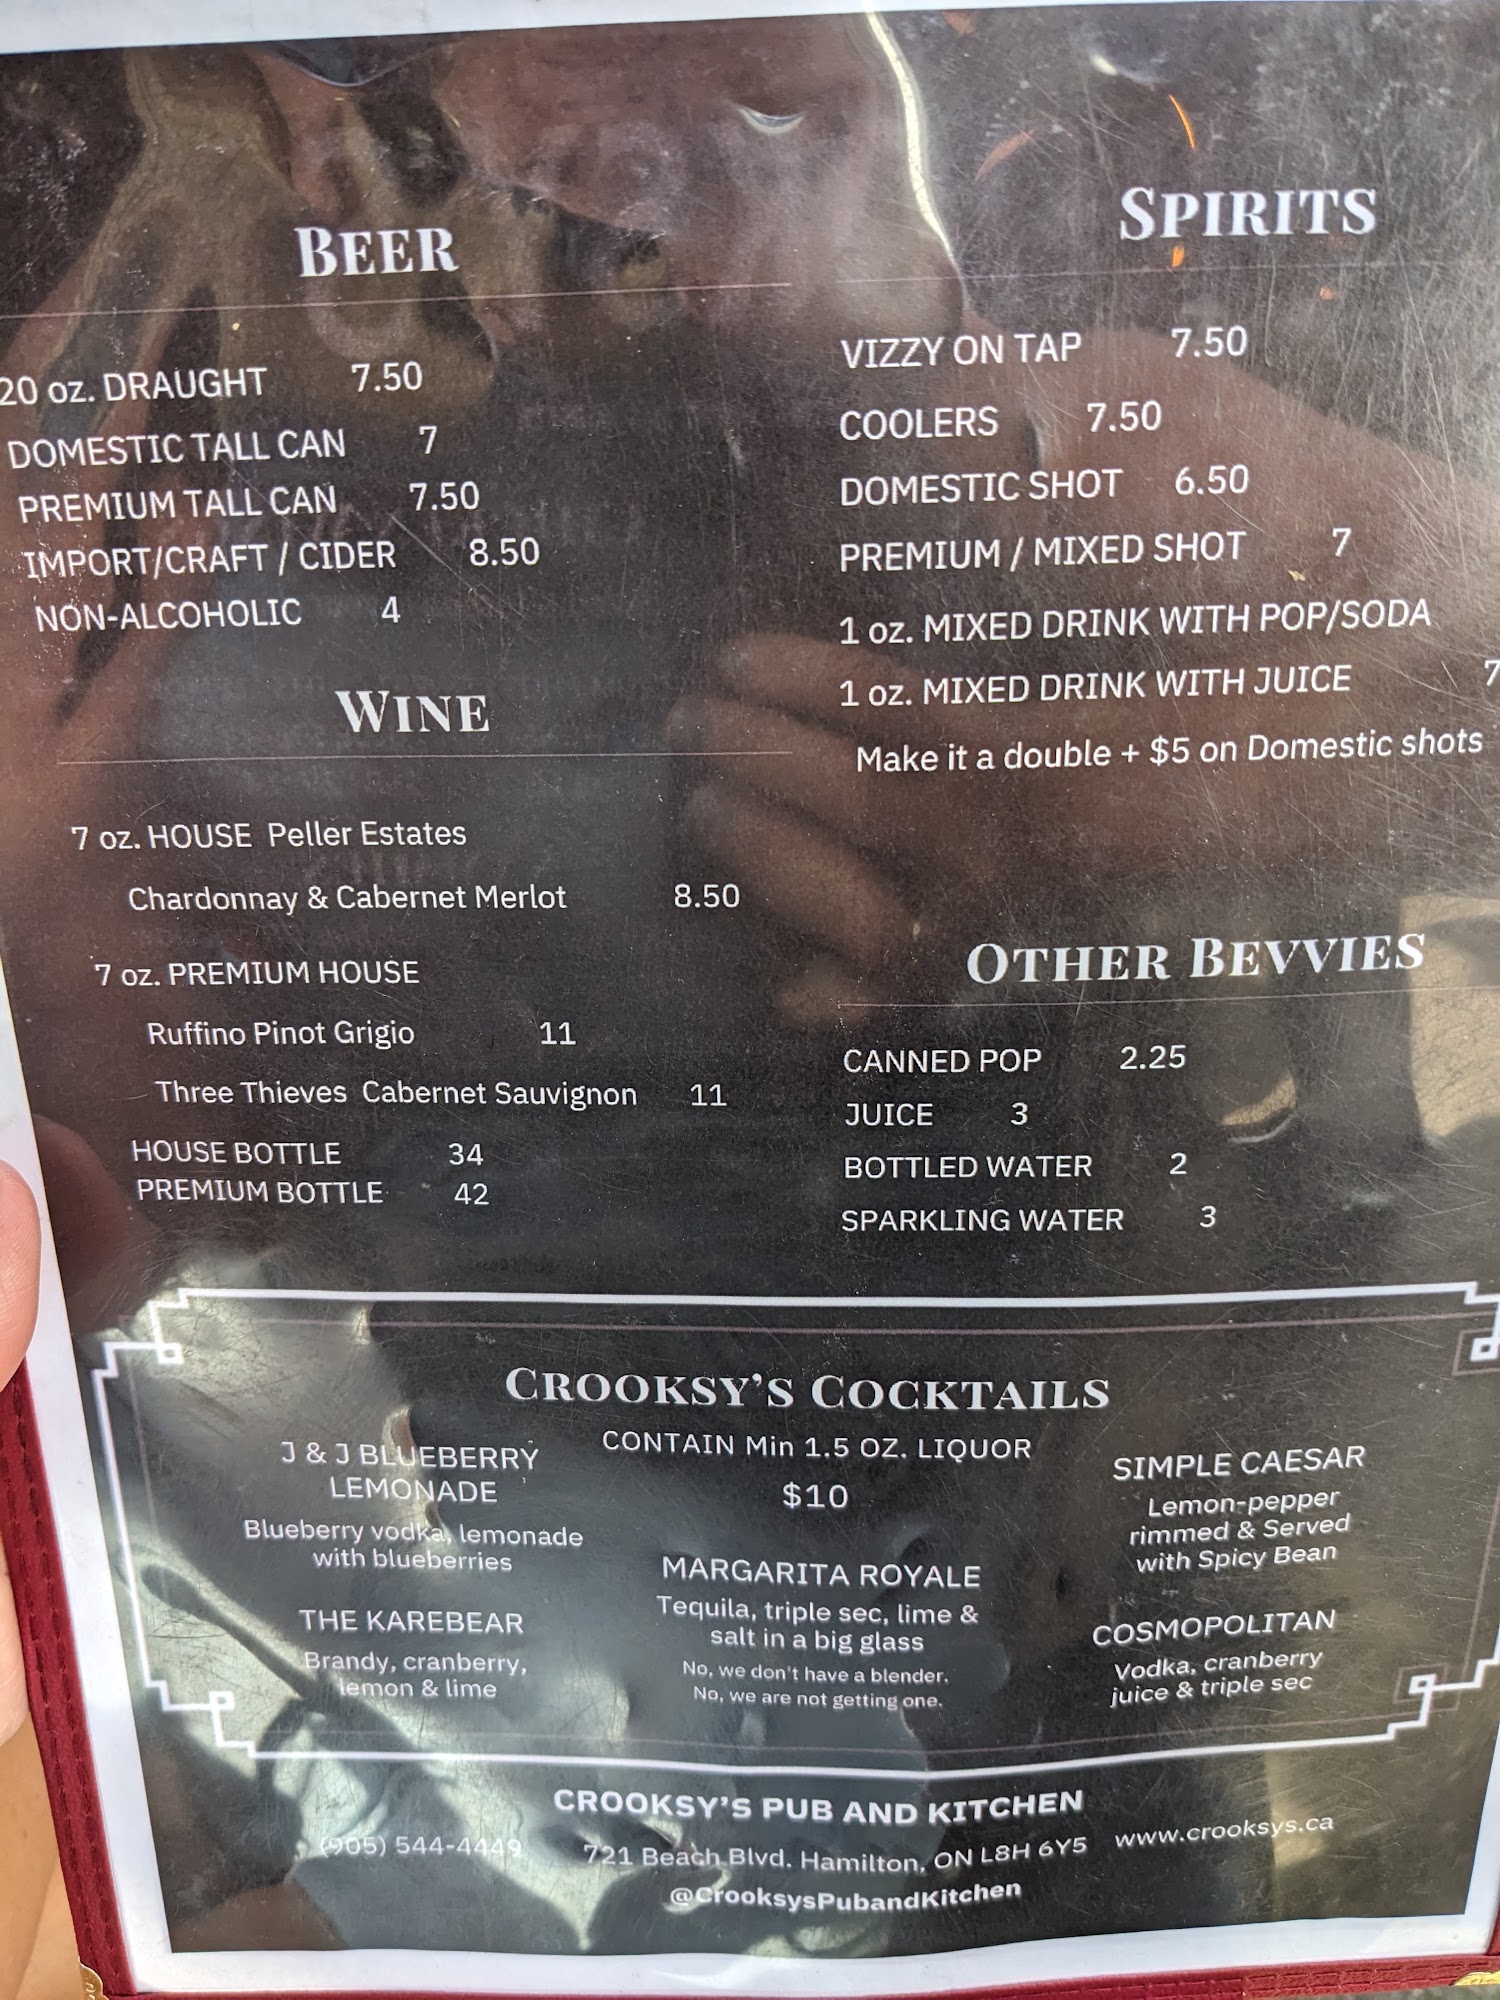 BEER
20 oz. DRAUGHT 7.50
DOMESTIC TALL CAN 7
PREMIUM TALL CAN 7.50
IMPORT/CRAFT / CIDER 8.50
NON-ALCOHOLIC 4
WINE
7 oz. HOUSE Peller Estates
Chardonnay & Cabernet Merlot 8.50
7 oz. PREMIUM HOUSE
Ruffino Pinot Grigio 11
Three Thieves Cabernet Sauvignon 11
HOUSE BOTTLE 34
PREMIUM BOTTLE 42
SPIRITS
VIZZY ON TAP 7.50
COOLERS 7.50
DOMESTIC SHOT 6.50
PREMIUM / MIXED SHOT 7
1 oz. MIXED DRINK WITH POP/SODA
1 oz. MIXED DRINK WITH JUICE
Make it a double + $5 on Domestic shots
OTHER BEVVIES
CANNED POP 2.25
JUICE 3
BOTTLED WATER 2
SPARKLING WATER 3
CROOKSY'S COCKTAILS
CONTAIN Min 1.5 OZ. LIQUOR
$10
J & J BLUEBERRY
LEMONADE
Blueberry vodka, lemonade
with blueberries
THE KAREBEAR
Brandy, cranberry,
lemon & lime
MARGARITA ROYALE
Tequila, triple sec, lime &
salt in a big glass
No, we don't have a blender.
No, we are not getting one.
SIMPLE CAESAR
Lemon-pepper
rimmed & Served
with Spicy Bean
COSMOPOLITAN
Vodka, cranberry
juice & triple sec
CROOKSY'S PUB AND KITCHEN
(905) 544-4449
721 Beach Blvd. Hamilton, ON L8H 6Y5
www.crooksys.ca
@CrooksysPubandKitchen